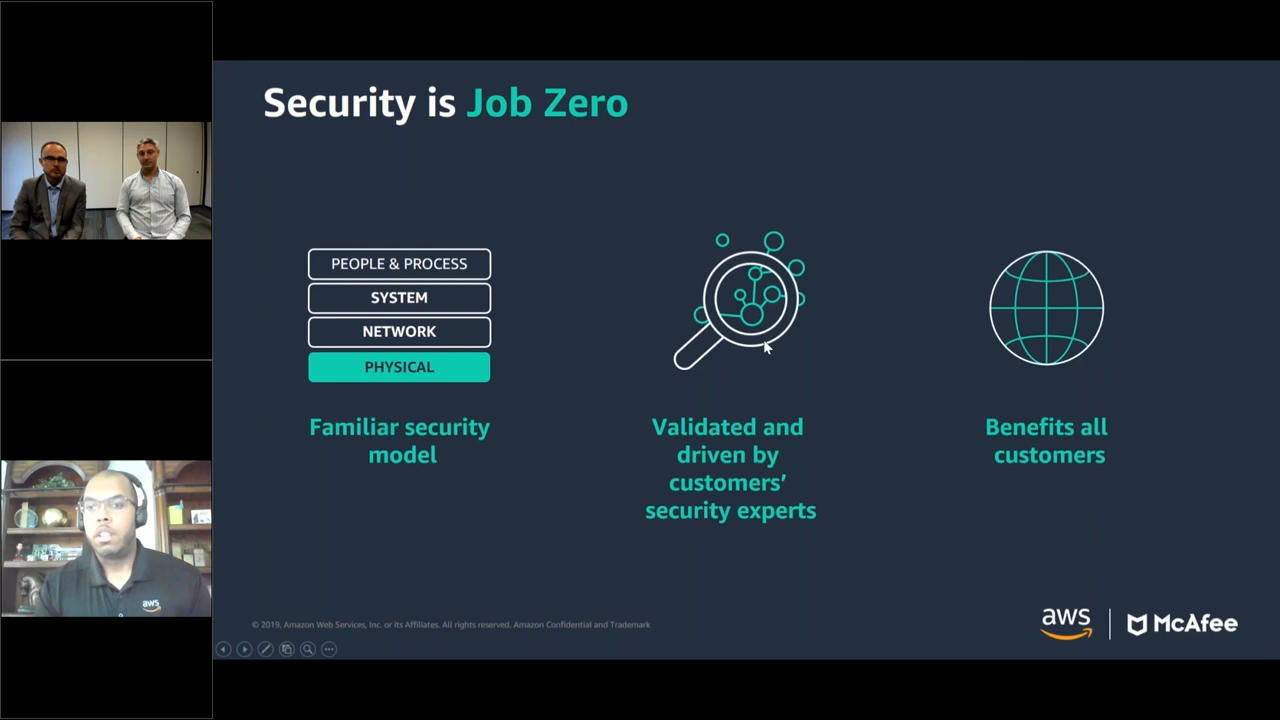 Security is Job Zero
PEOPLE & PROCESS
SYSTEM
NETWORK
PHYSICAL
Familiar security
model
Validated and
driven by
customers’
security experts
Benefits all
customers
© 2019, Amazon Web Services, Inc. or its Affiliates. All rights reserved. Amazon Confidential and Trademark
aws
McAfee
aws